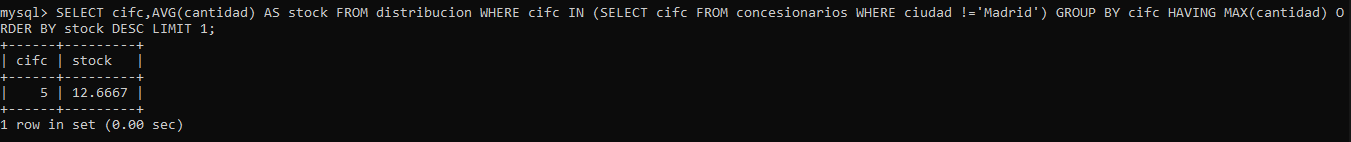 mysql> SELECT cifc,AVG(cantidad) AS stock FROM distribucion WHERE cifc IN (SELECT cifc FROM concesionarios WHERE ciudad !='Madrid') GROUP BY cifc HAVING MAX(cantidad) O
RDER BY stock DESC LIMIT 1;
+------+---------+
| cifc | stock   |
+------+---------+
|    5 | 12.6667 |
+------+---------+
1 row in set (0.00 sec)